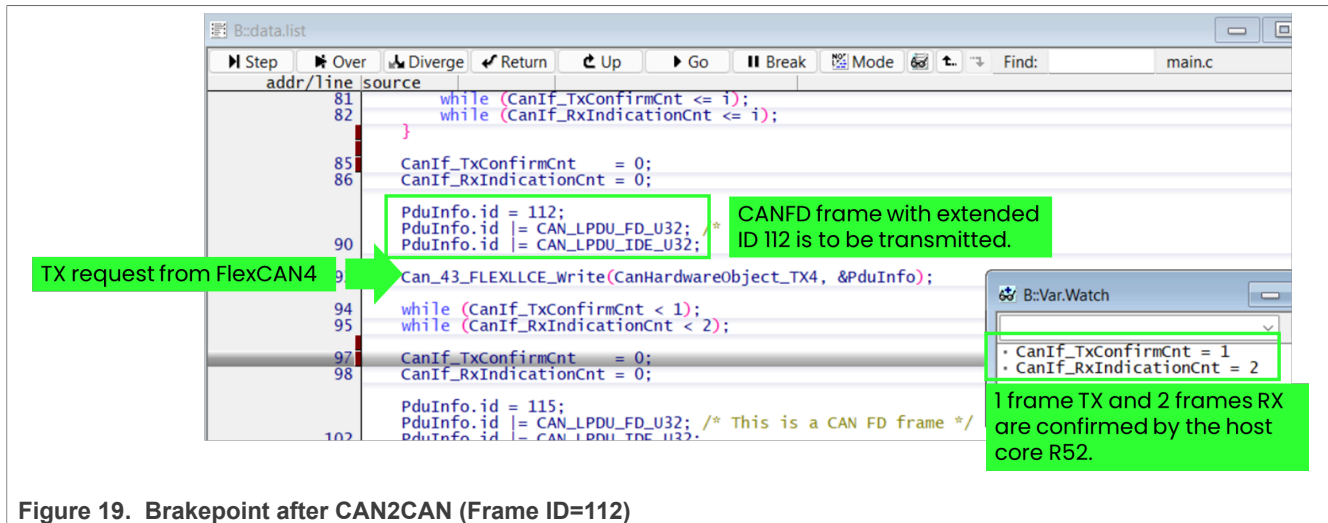 B::data.list
Step Over Diverge Return Up Go Break Mode t.. Find: main.c
addr/line source
81 while (CanIf_TxConfirmCnt <= i);
82 while (CanIf_RxIndicationCnt <= i);
}
85 CanIf_TxConfirmCnt = 0;
86 CanIf_RxIndicationCnt = 0;
PduInfo.id = 112;
PduInfo.id |= CAN_LPDU_FD_U32; /*
90 PduInfo.id |= CAN_LPDU_IDE_U32;
CANFD frame with extended
ID 112 is to be transmitted.
TX request from FlexCAN4
Can_43_FLEXLLCE_Write(CanHardwareObject_TX4, &PduInfo);
94 while (CanIf_TxConfirmCnt < 1);
95 while (CanIf_RxIndicationCnt < 2);
97 CanIf_TxConfirmCnt = 0;
98 CanIf_RxIndicationCnt = 0;
PduInfo.id = 115;
PduInfo.id |= CAN_LPDU_FD_U32; /* This is a CAN FD frame */
102 PduInfo.id |= CAN_LPDU_IDE_U32;
B::Var.Watch
CanIf_TxConfirmCnt = 1
CanIf_RxIndicationCnt = 2
1 frame TX and 2 frames RX
are confirmed by the host
core R52.
Figure 19. Brakepoint after CAN2CAN (Frame ID=112)